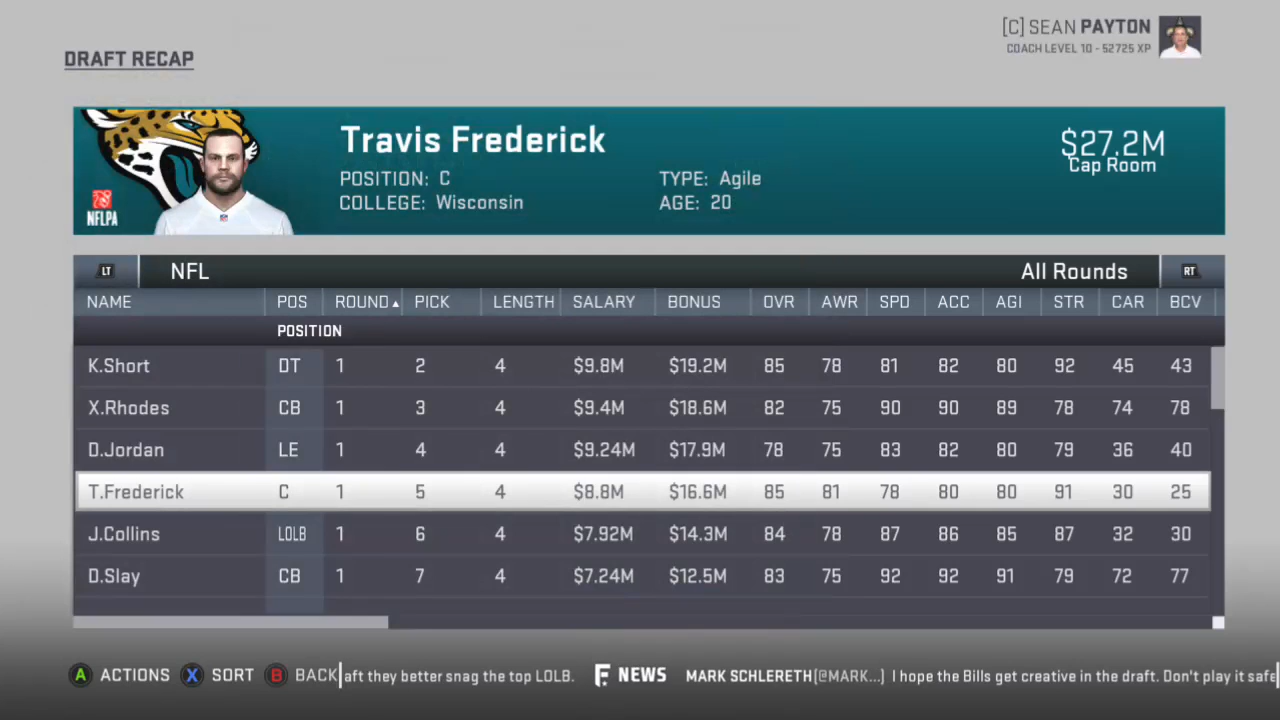 [C] SEAN PAYTON
COACH LEVEL 10 - 52725 XP
DRAFT RECAP
Travis Frederick
POSITION: C
TYPE: Agile
COLLEGE: Wisconsin
AGE: 20
$27.2M
Cap Room
NFLPA
LT NFL All Rounds RT
NAME POS ROUND PICK LENGTH SALARY BONUS OVR AWR SPD ACC AGI STR CAR BCV
POSITION
K.Short DT 1 2 4 $9.8M $19.2M 85 78 81 82 80 92 45 43
X.Rhodes CB 1 3 4 $9.4M $18.6M 82 75 90 90 89 78 74 78
D.Jordan LE 1 4 4 $9.24M $17.9M 78 75 83 82 80 79 36 40
T.Frederick C 1 5 4 $8.8M $16.6M 85 81 78 80 80 91 30 25
J.Collins LOLB 1 6 4 $7.92M $14.3M 84 78 87 86 85 87 32 30
D.Slay CB 1 7 4 $7.24M $12.5M 83 75 92 92 91 79 72 77
A ACTIONS X SORT B BACK aft they better snag the top LOLB. F NEWS MARK SCHLERETH[@MARK...] I hope the Bills get creative in the draft. Don't play it safe